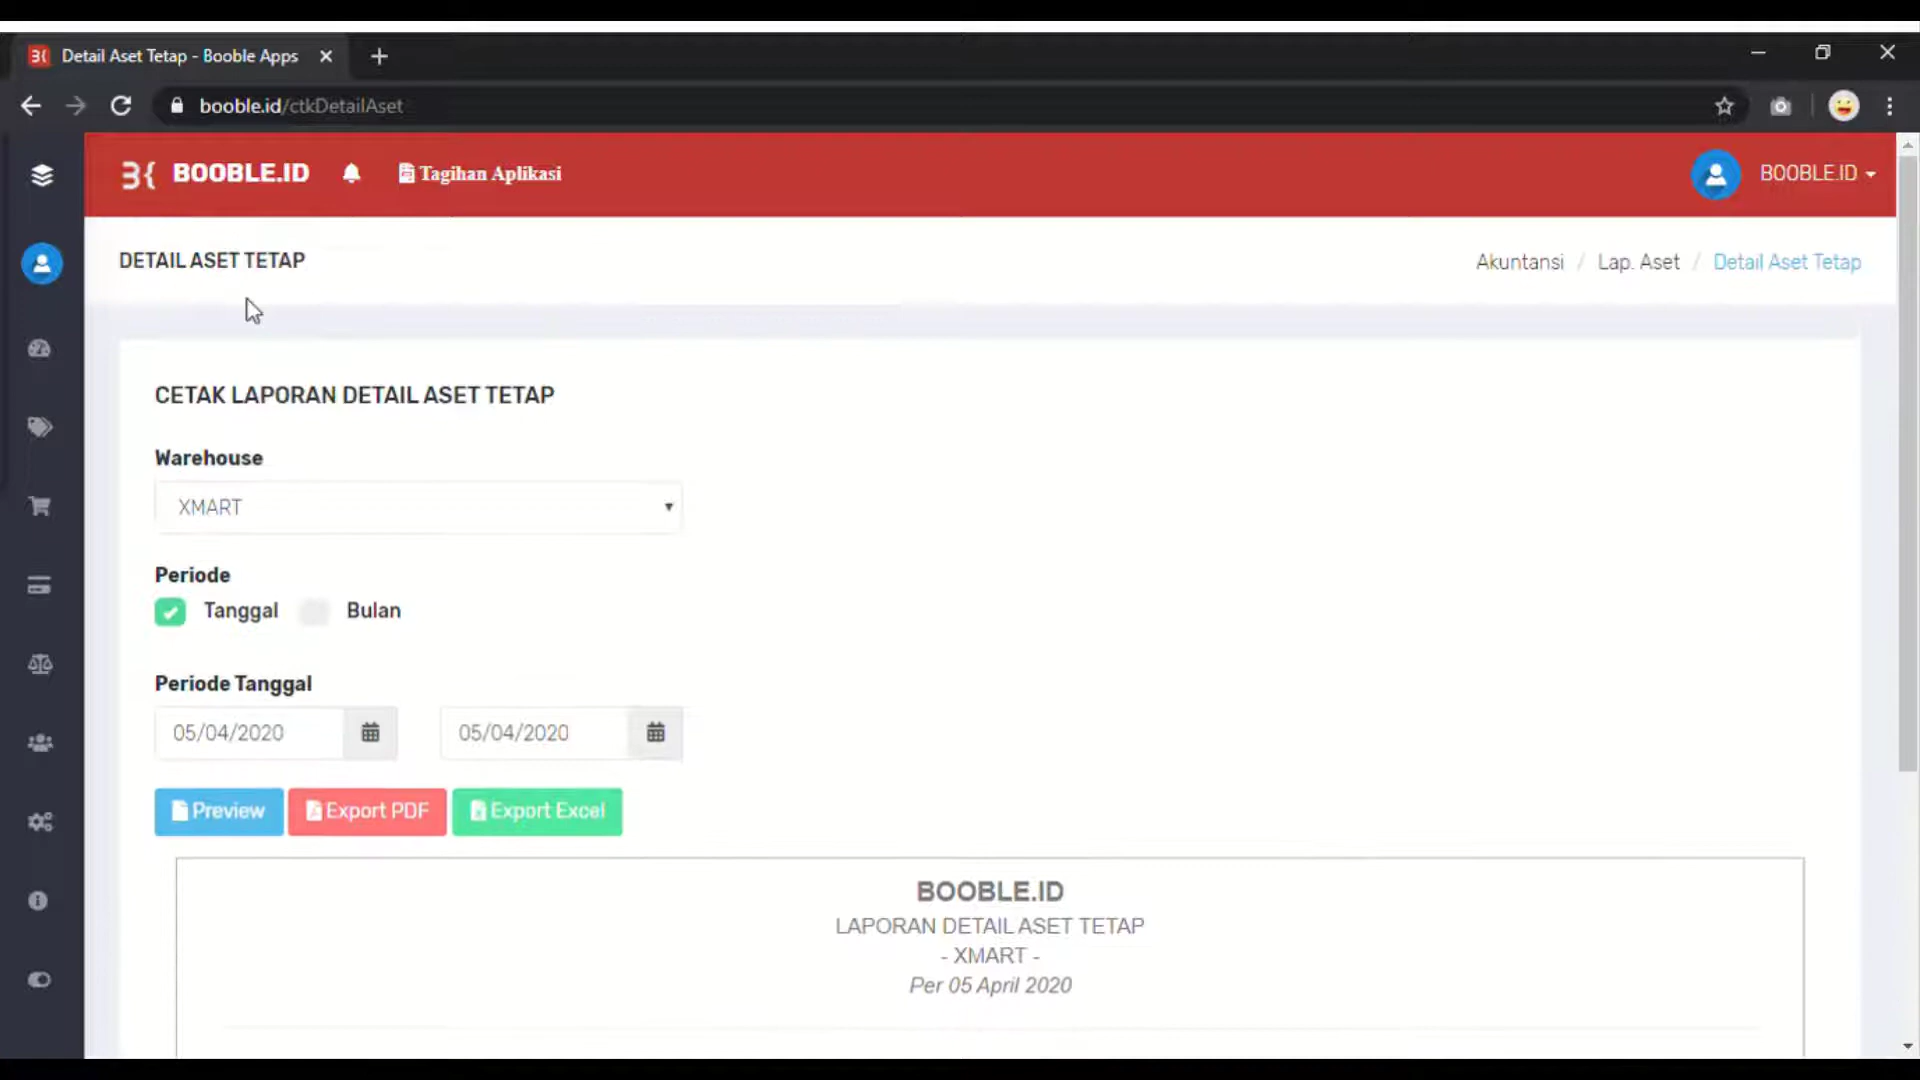 Detail Aset Tetap - Booble Apps
booble.id/ctkDetailAset
BOOBLE.ID
Tagihan Aplikasi
BOOBLE.ID
DETAIL ASET TETAP
Akuntansi / Lap. Aset / Detail Aset Tetap
CETAK LAPORAN DETAIL ASET TETAP
Warehouse
XMART
Periode
Tanggal Bulan
Periode Tanggal
05/04/2020 05/04/2020
Preview Export PDF Export Excel
BOOBLE.ID
LAPORAN DETAIL ASET TETAP
- XMART -
Per 05 April 2020